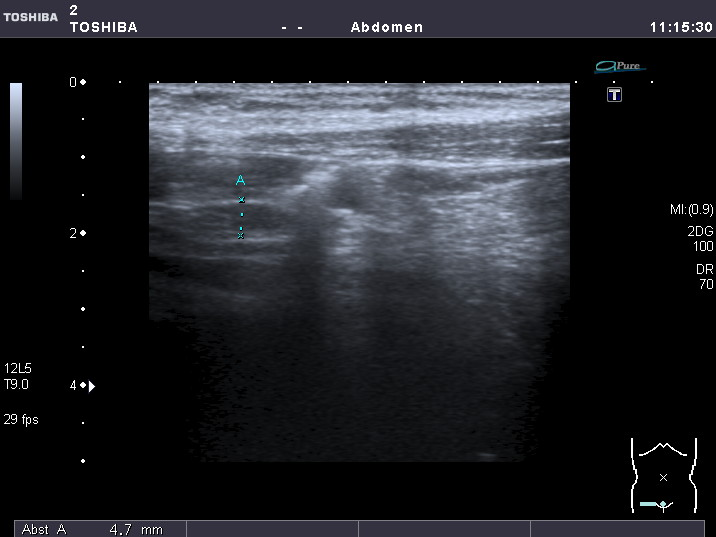 TOSHIBA
2
TOSHIBA - - Abdomen 11:15:30
Pure
T
0
A
MI:(0.9)
2
2DG
100
DR
70
12L5
T9.0
4
29 fps
Abst A 4.7 mm